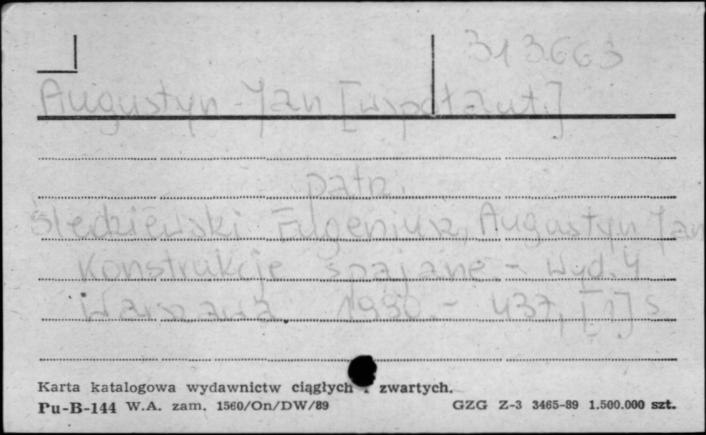 313663
Augustyn Jan [współaut.]
patrz
Śledziewski Eugeniusz, Augustyn Jan
Konstrukcje spajane.- Wyd. 4
Warszawa. 1980.- 437, [1] s
Karta katalogowa wydawnictw ciągłych i zwartych.
Pu-B-144 W.A. zam. 1560/On/DW/89 GZG Z-3 3465-89 1.500.000 szt.